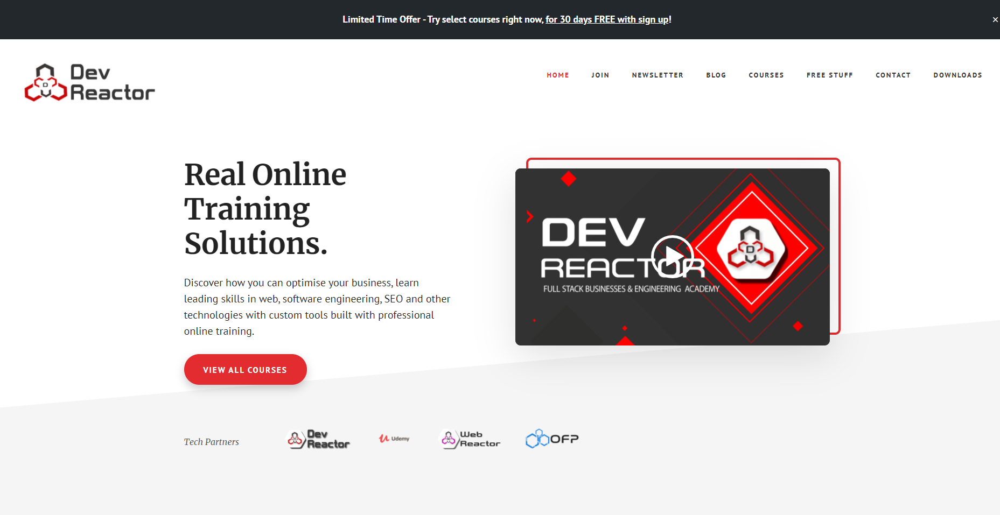 Limited Time Offer - Try select courses right now, for 30 days FREE with sign up!
×
Dev
Reactor
HOME JOIN NEWSLETTER BLOG COURSES FREE STUFF CONTACT DOWNLOADS
Real Online
Training
Solutions.
Discover how you can optimise your business, learn
leading skills in web, software engineering, SEO and other
technologies with custom tools built with professional
online training.
VIEW ALL COURSES
DEV
REACTOR
FULL STACK BUSINESSES & ENGINEERING ACADEMY
D
Tech Partners
Dev
Reactor
Udemy
Web
Reactor
OFP